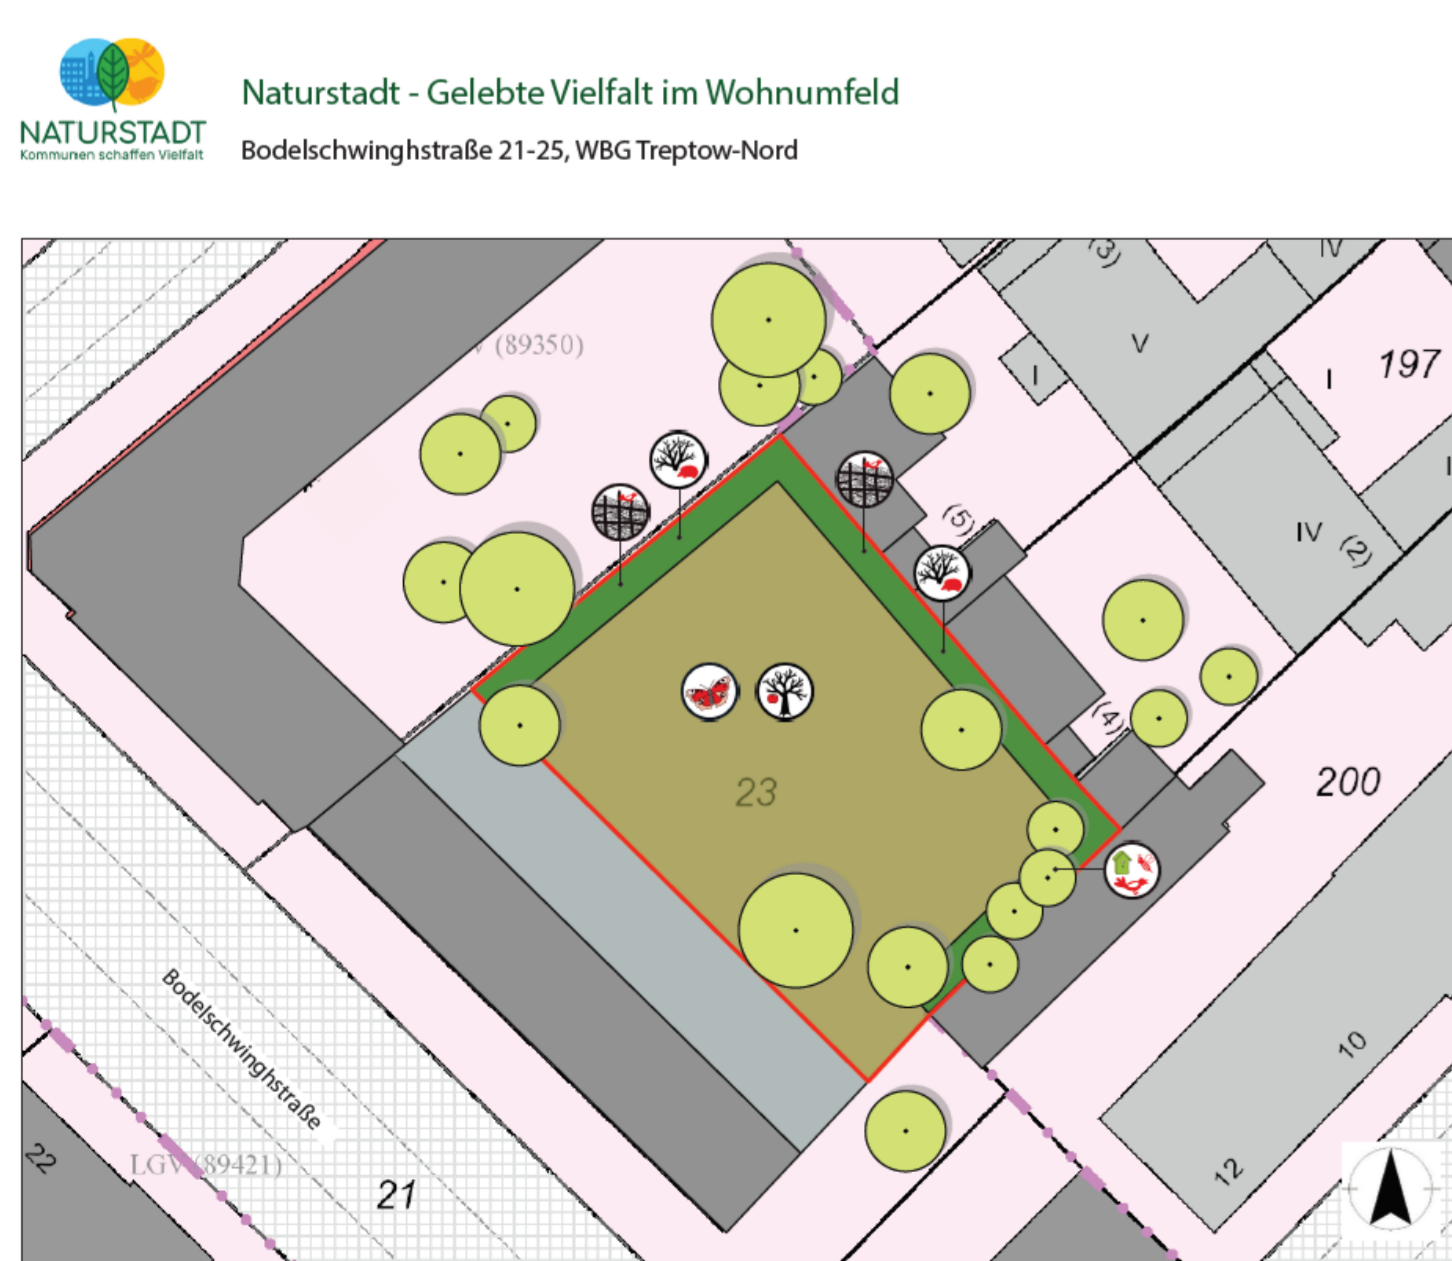 NATURSTADT
Kommunen schaffen Vielfalt
Naturstadt - Gelebte Vielfalt im Wohnumfeld
Bodelschwinghstraße 21-25, WBG Treptow-Nord
(3)
IV
V
(89350)
I
I
197
(5)
IV
(2)
(4)
23
200
Bodelschwinghstraße
10
22
LGV (89421)
21
12